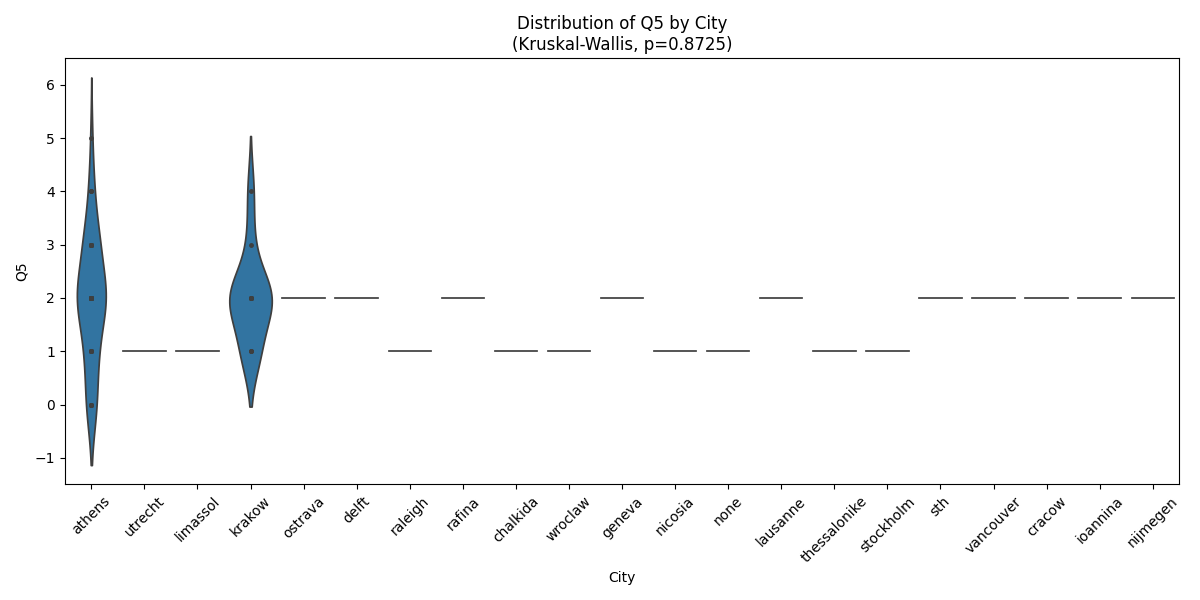 Distribution of Q5 by City
(Kruskal-Wallis, p=0.8725)
Q5
6
5
4
3
2
1
0
−1
athens
utrecht
limassol
krakow
ostrava
delft
raleigh
rafina
chalkida
wroclaw
geneva
nicosia
none
lausanne
thessalonike
stockholm
sth
vancouver
cracow
ioannina
nijmegen
City